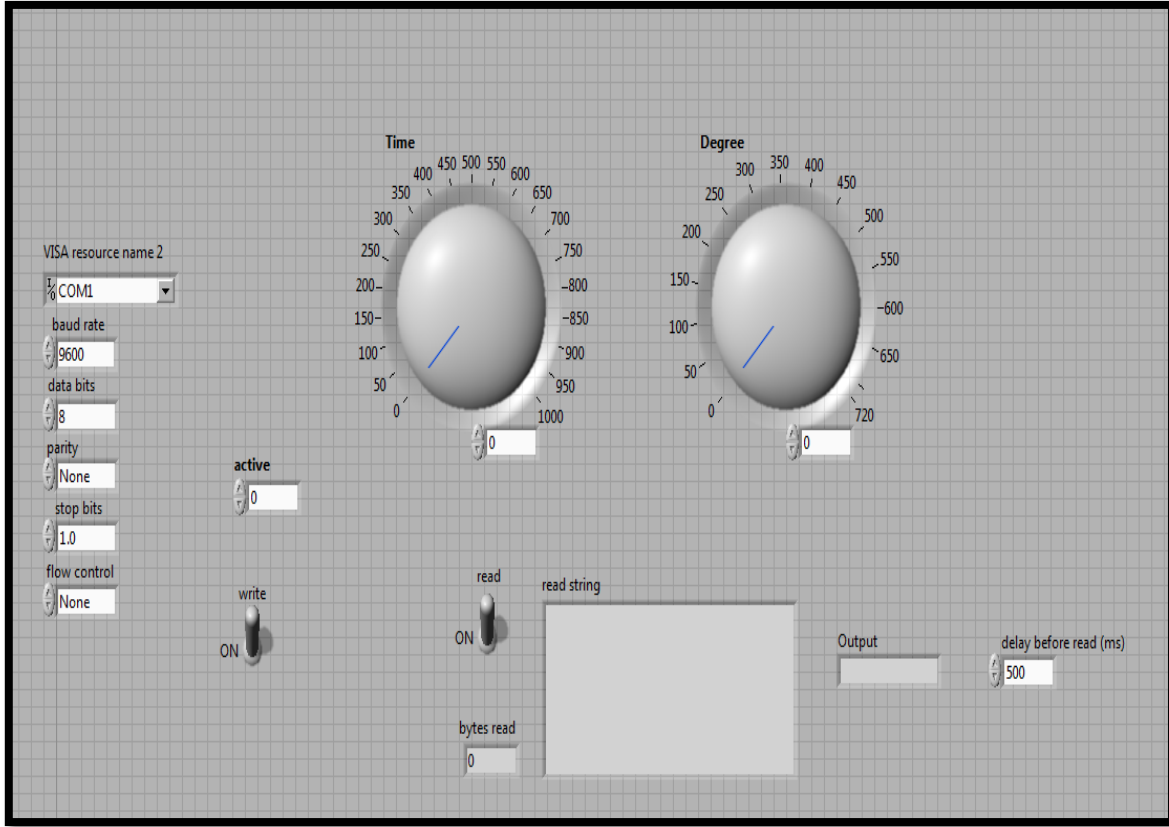 Time
0
50
100
150
200
250
300
350
400
450
500
550
600
650
700
750
800
850
900
950
1000
0
Degree
0
50
100
150
200
250
300
350
400
450
500
550
600
650
720
0
VISA resource name 2
I/O COM1
baud rate
9600
data bits
8
parity
None
stop bits
1.0
flow control
None
active
0
write
ON
read
ON
bytes read
0
read string
Output
delay before read (ms)
500